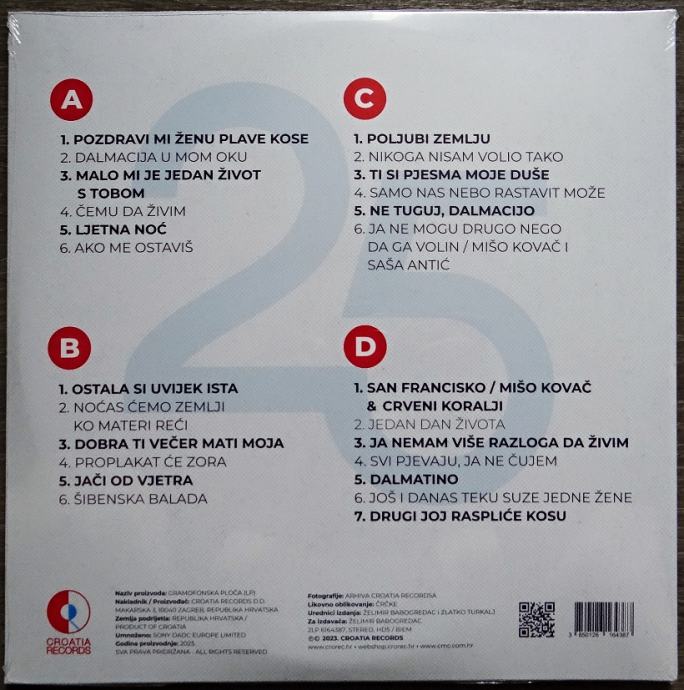 A
1. POZDRAVI MI ŽENU PLAVE KOSE
2. DALMACIJA U MOM OKU
3. MALO MI JE JEDAN ŽIVOT
S TOBOM
4. ČEMU DA ŽIVIM
5. LJETNA NOĆ
6. AKO ME OSTAVIŠ
B
1. OSTALA SI UVIJEK ISTA
2. NOĆAS ĆEMO ZEMLJI
KO MATERI REĆI
3. DOBRA TI VEČER MATI MOJA
4. PROPLAKAT ĆE ZORA
5. JAČI OD VJETRA
6. ŠIBENSKA BALADA
C
1. POLJUBI ZEMLJU
2. NIKOGA NISAM VOLIO TAKO
3. TI SI PJESMA MOJE DUŠE
4. SAMO NAS NEBO RASTAVIT MOŽE
5. NE TUGUJ, DALMACIJO
6. JA NE MOGU DRUGO NEGO
DA GA VOLIN / MIŠO KOVAČ I
SAŠA ANTIĆ
D
1. SAN FRANCISKO / MIŠO KOVAČ
& CRVENI KORALJI
2. JEDAN DAN ŽIVOTA
3. JA NEMAM VIŠE RAZLOGA DA ŽIVIM
4. SVI PJEVAJU, JA NE ČUJEM
5. DALMATINO
6. JOŠ I DANAS TEKU SUZE JEDNE ŽENE
7. DRUGI JOJ RASPLIĆE KOSU
25
CROATIA
RECORDS
Naziv proizvoda: GRAMOFONSKA PLOČA (LP)
Nakladnik / Proizvođač: CROATIA RECORDS D.D.
MAKARSKA 3, 10040 ZAGREB, REPUBLIKA HRVATSKA
Zemlja podrijetla: REPUBLIKA HRVATSKA /
PRODUCT OF CROATIA
Umnoženo: SONY DADC EUROPE LIMITED
Godina proizvodnje: 2023.
SVA PRAVA PRIDRŽANA - ALL RIGHTS RESERVED
Fotografije: ARHIVA CROATIA RECORDSA
Likovno oblikovanje: ČRČKE
Urednici izdanja: ŽELIMIR BABOGREDAC I ZLATKO TURKALJ
Za izdavača: ŽELIMIR BABOGREDAC
2LP 6164387, STEREO, HDS / BIEM
©℗ 2023. CROATIA RECORDS
www.crorec.hr • webshop.crorec.hr • www.cmc.com.hr
3 850126 164387